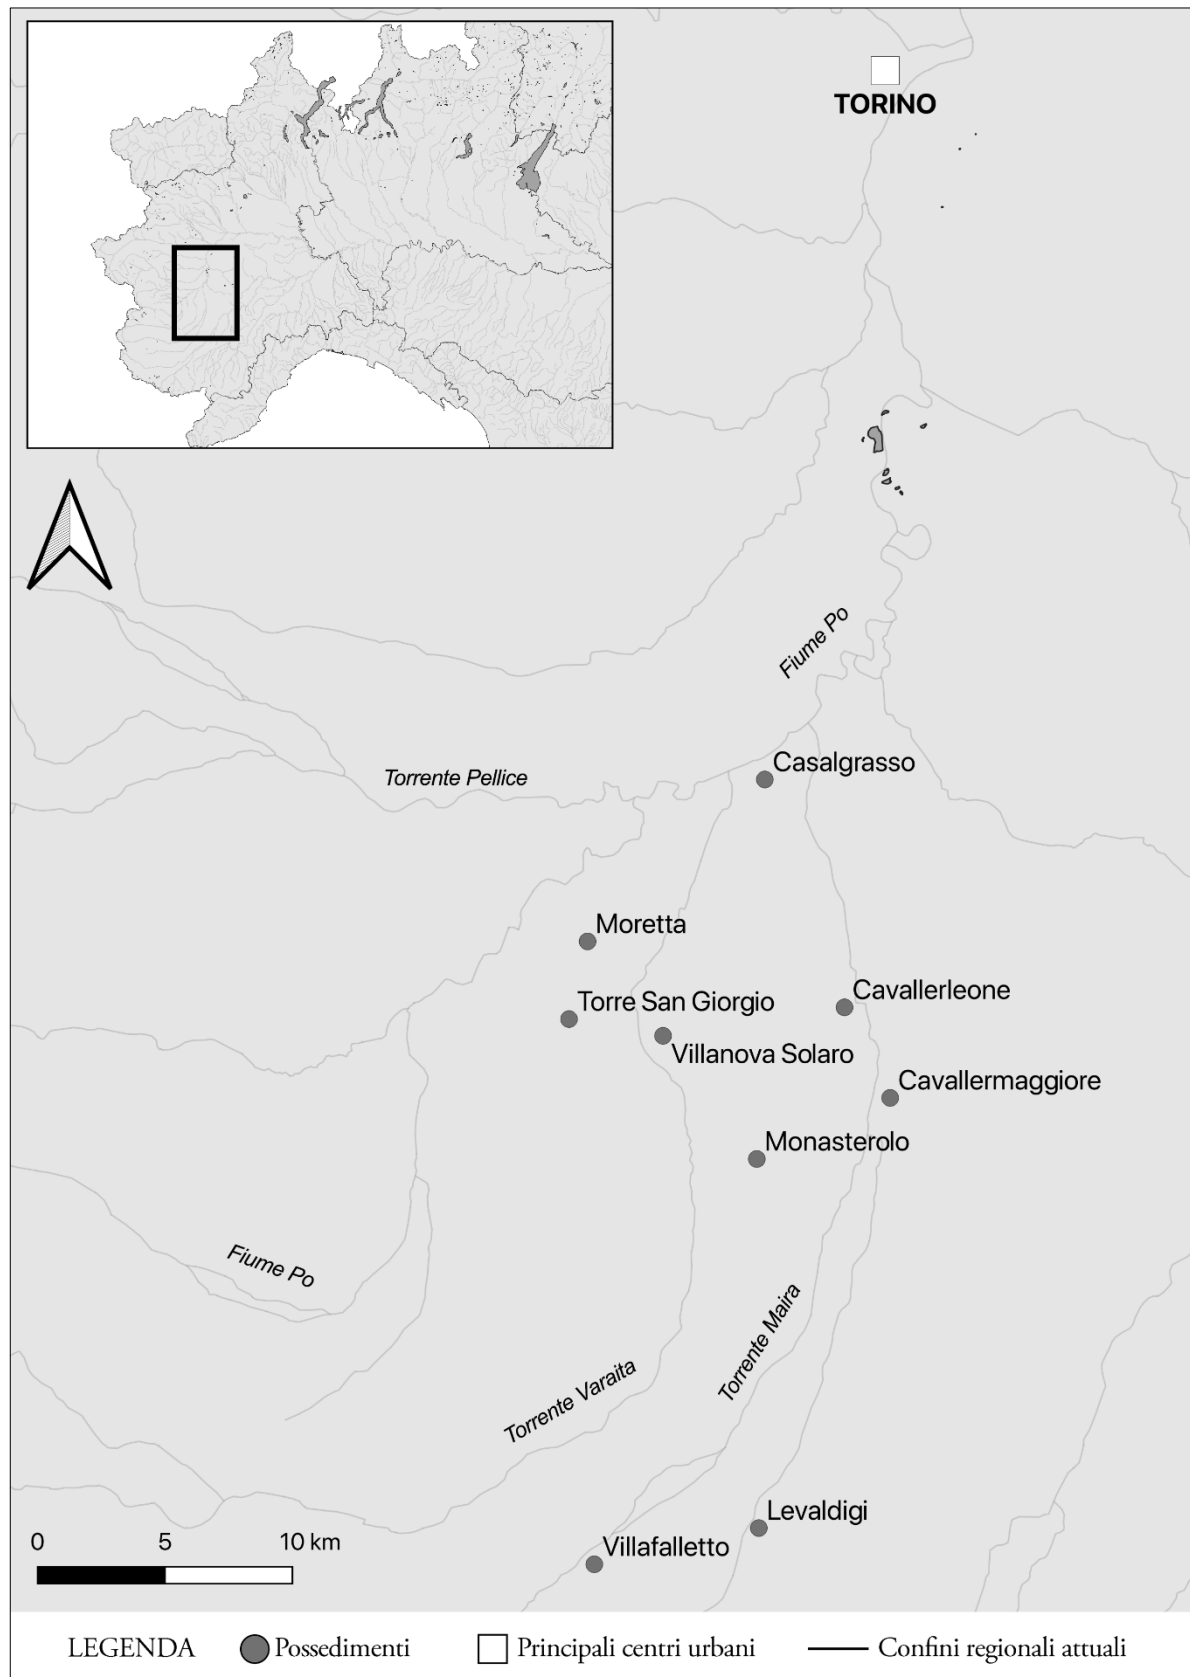 TORINO
Fiume Po
Casalgrasso
Torrente Pellice
Moretta
Torre San Giorgio
Cavallerleone
Villanova Solaro
Cavallermaggiore
Monasterolo
Fiume Po
Torrente Maira
Torrente Varaita
Levaldigi
Villafalletto
0 5 10 km
LEGENDA Possedimenti Principali centri urbani Confini regionali attuali